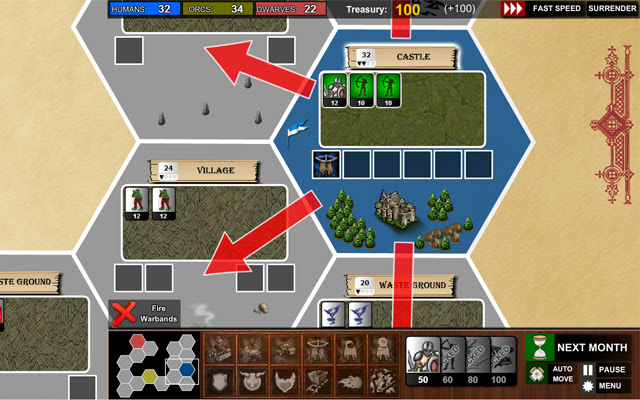 HUMANS: 32
ORCS: 34
DWARVES: 22
Treasury: 100 (+100)
FAST SPEED
SURRENDER
32
CASTLE
12 10 10
24
VILLAGE
12 12
STE GROUND
20
WASTE GROUND
Fire
Warbands
50 60 80 100
NEXT MONTH
AUTO
MOVE
PAUSE
MENU